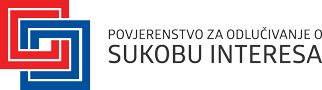 POVJERENSTVO ZA ODLUČIVANJE O
SUKOBU INTERESA